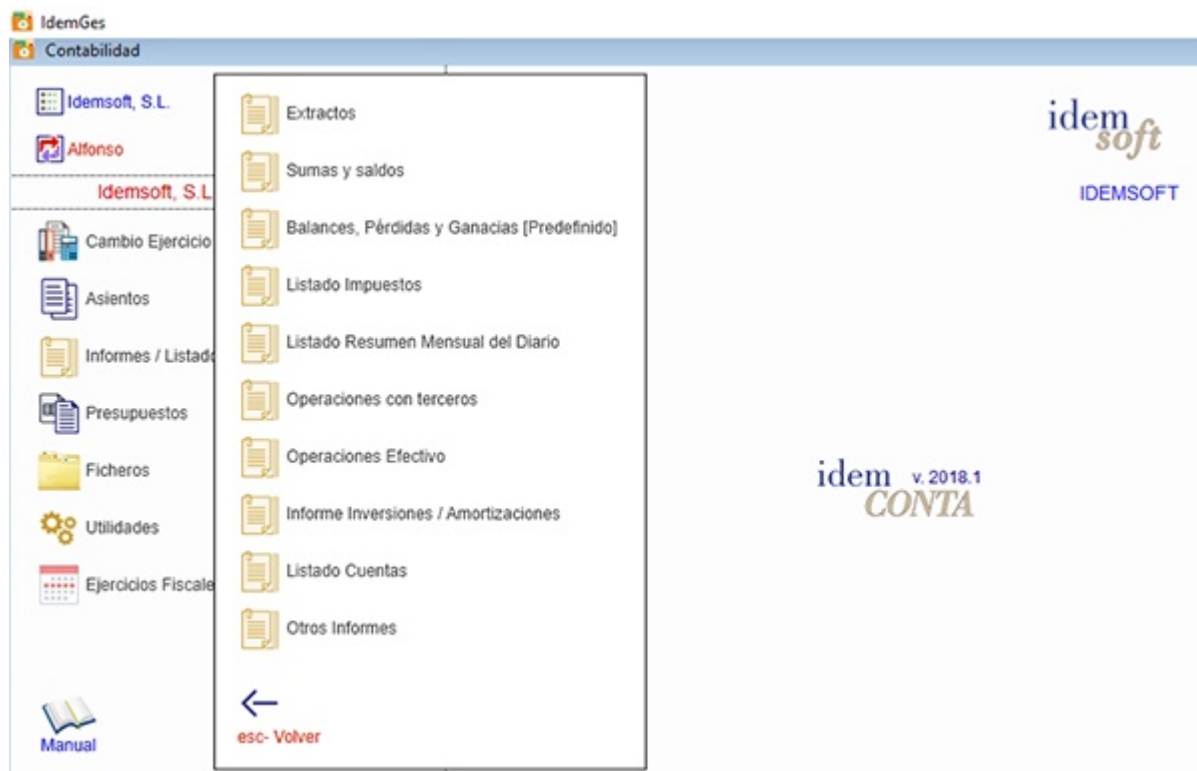 IdemGes
Contabilidad
Idemsoft, S.L.
Alfonso
Idemsoft, S.L
Cambio Ejercicio
Asientos
Informes / Listado
Presupuestos
Ficheros
Utilidades
Ejercicios Fiscale
Manual
Extractos
Sumas y saldos
Balances, Pérdidas y Ganacias [Predefinido]
Listado Impuestos
Listado Resumen Mensual del Diario
Operaciones con terceros
Operaciones Efectivo
Informe Inversiones / Amortizaciones
Listado Cuentas
Otros Informes
esc- Volver
idem
soft
IDEMSOFT
idem v. 2018.1
CONTA